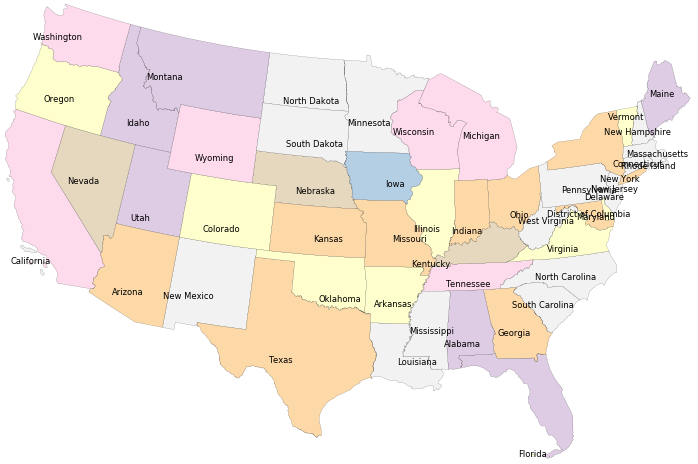 Washington
Oregon
California
Nevada
Idaho
Montana
Wyoming
Utah
Arizona
Colorado
New Mexico
North Dakota
South Dakota
Nebraska
Kansas
Oklahoma
Texas
Minnesota
Iowa
Missouri
Arkansas
Louisiana
Wisconsin
Illinois
Michigan
Indiana
Ohio
Kentucky
Tennessee
Mississippi
Alabama
Georgia
Florida
South Carolina
North Carolina
Virginia
West Virginia
District of Columbia
Maryland
Delaware
Pennsylvania
New Jersey
New York
Connecticut
Rhode Island
Massachusetts
New Hampshire
Vermont
Maine